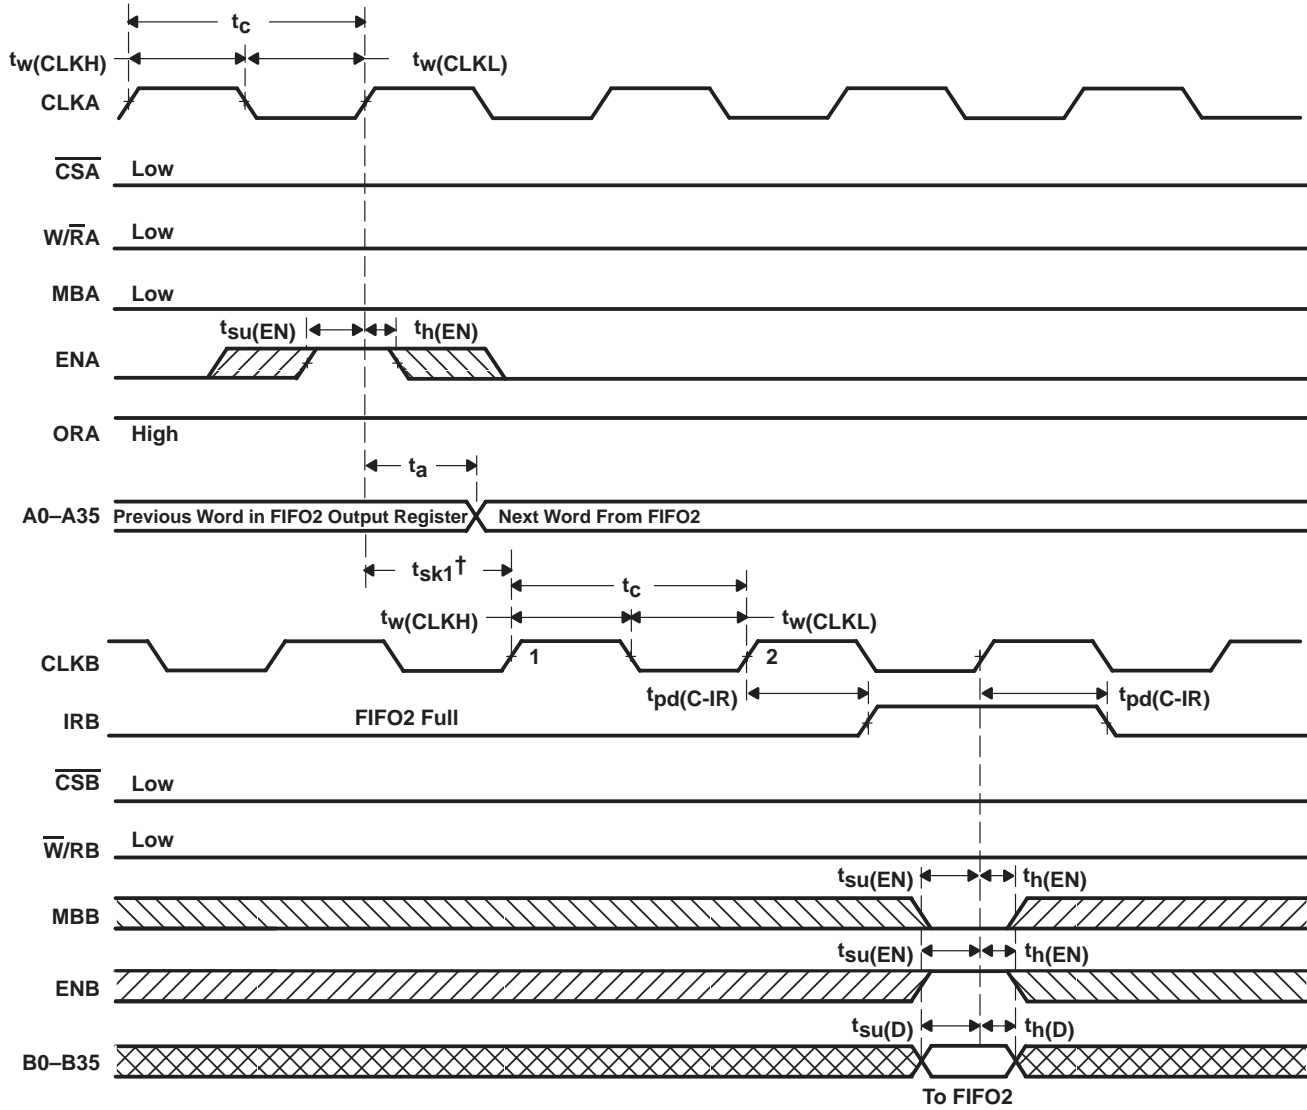 tc
tw(CLKH) tw(CLKL)
CLKA
CSA Low
W/RA Low
MBA Low
tsu(EN) th(EN)
ENA
ORA High
ta
A0–A35 Previous Word in FIFO2 Output Register Next Word From FIFO2
tsk1†
tc
tw(CLKH) tw(CLKL)
CLKB 1 2
tpd(C-IR) tpd(C-IR)
IRB FIFO2 Full
CSB Low
W/RB Low
tsu(EN) th(EN)
MBB
tsu(EN) th(EN)
ENB
tsu(D) th(D)
B0–B35
To FIFO2